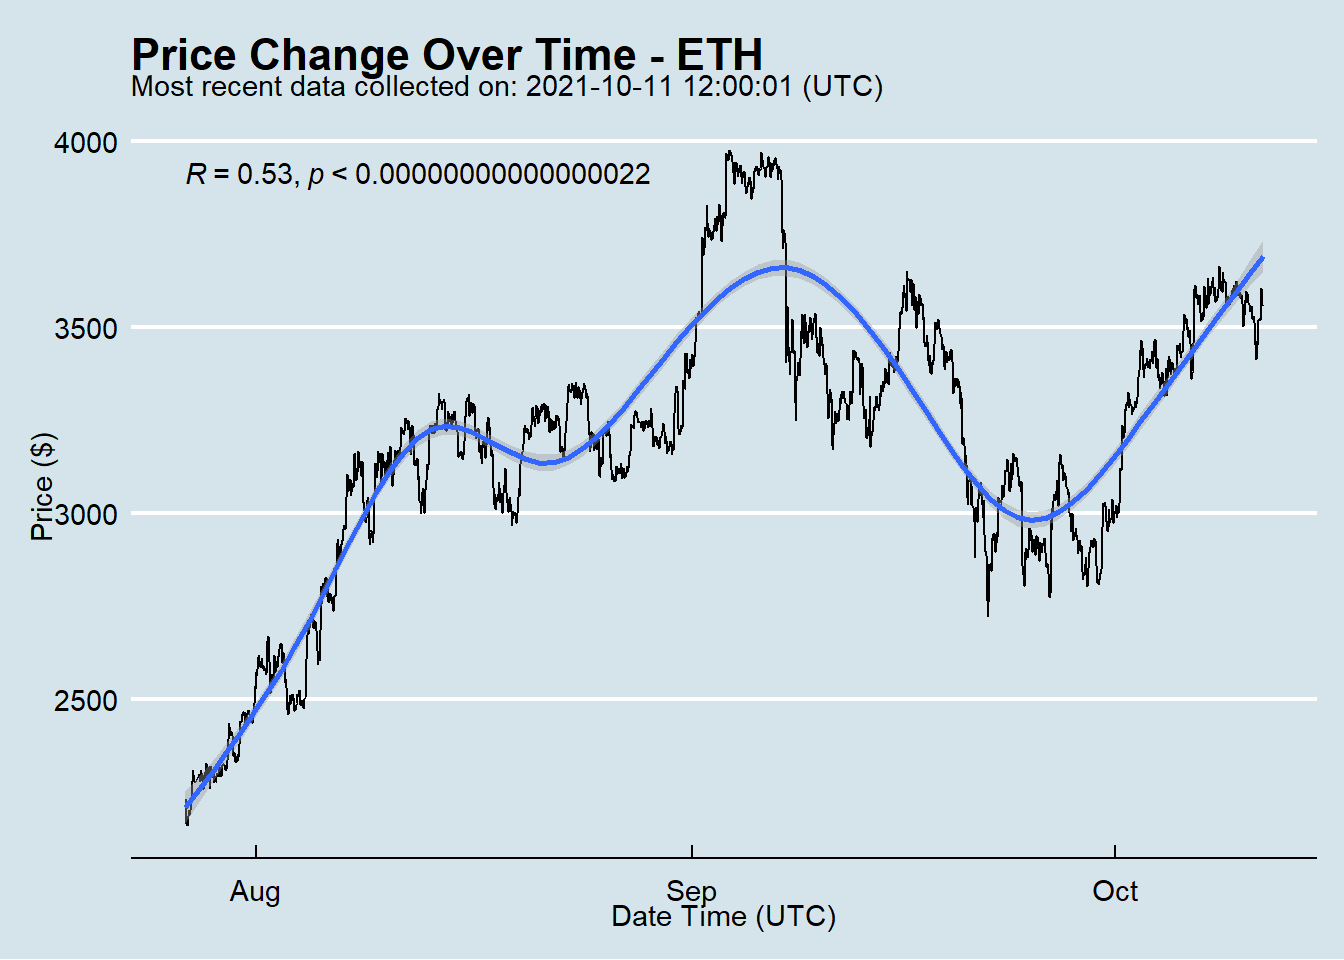 Price Change Over Time - ETH
Most recent data collected on: 2021-10-11 12:00:01 (UTC)
R = 0.53, p < 0.00000000000000022
4000
3500
3000
2500
Price ($)
Aug
Sep
Oct
Date Time (UTC)